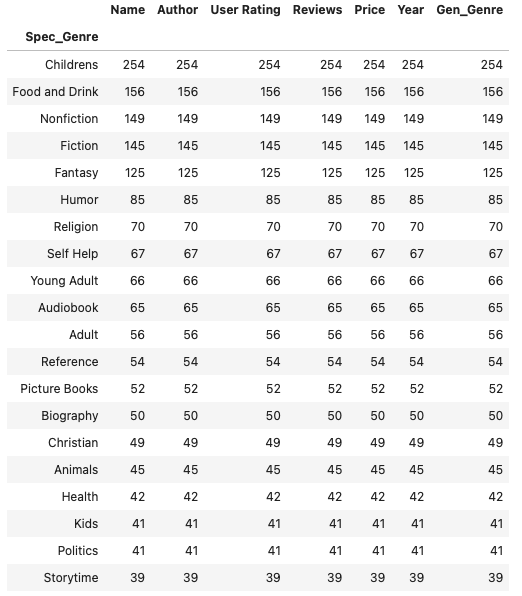 Name Author User Rating Reviews Price Year Gen_Genre
Spec_Genre
Childrens 254 254 254 254 254 254 254
Food and Drink 156 156 156 156 156 156 156
Nonfiction 149 149 149 149 149 149 149
Fiction 145 145 145 145 145 145 145
Fantasy 125 125 125 125 125 125 125
Humor 85 85 85 85 85 85 85
Religion 70 70 70 70 70 70 70
Self Help 67 67 67 67 67 67 67
Young Adult 66 66 66 66 66 66 66
Audiobook 65 65 65 65 65 65 65
Adult 56 56 56 56 56 56 56
Reference 54 54 54 54 54 54 54
Picture Books 52 52 52 52 52 52 52
Biography 50 50 50 50 50 50 50
Christian 49 49 49 49 49 49 49
Animals 45 45 45 45 45 45 45
Health 42 42 42 42 42 42 42
Kids 41 41 41 41 41 41 41
Politics 41 41 41 41 41 41 41
Storytime 39 39 39 39 39 39 39